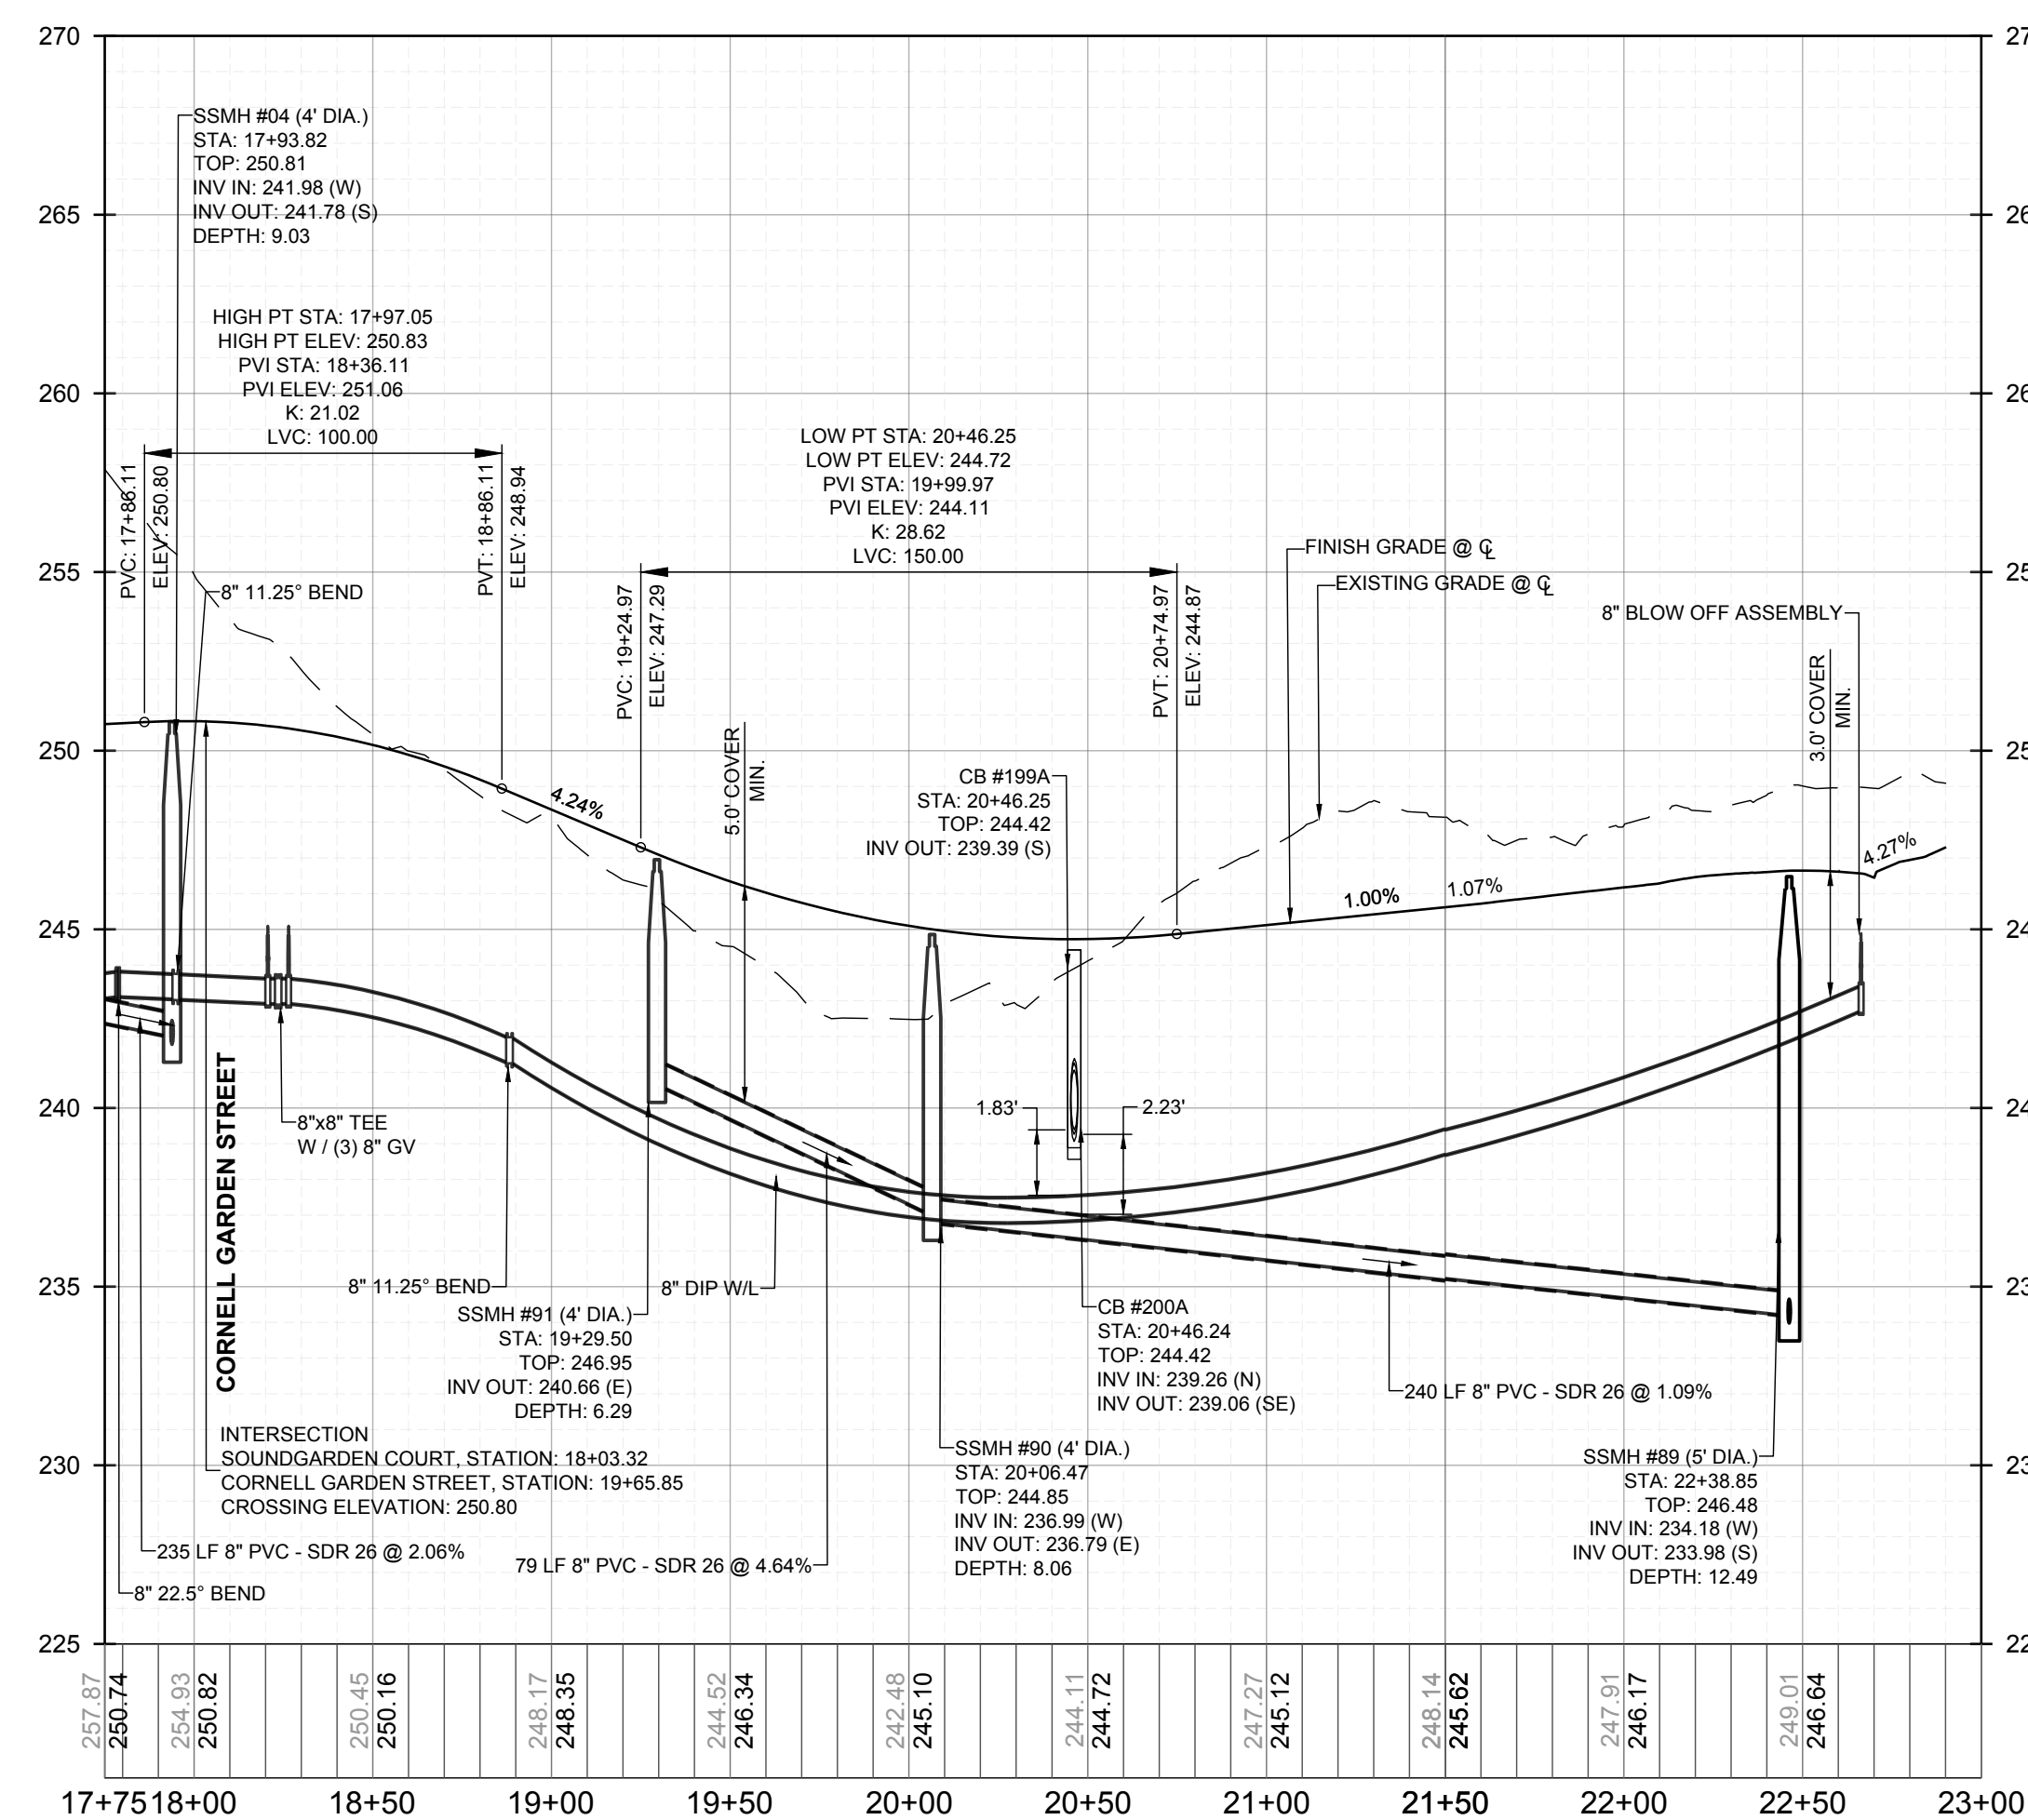 270
265
260
255
250
245
240
235
230
225
27
26
26
25
25
24
24
23
23
22
SSMH #04 (4' DIA.)
STA: 17+93.82
TOP: 250.81
INV IN: 241.98 (W)
INV OUT: 241.78 (S)
DEPTH: 9.03
HIGH PT STA: 17+97.05
HIGH PT ELEV: 250.83
PVI STA: 18+36.11
PVI ELEV: 251.06
K: 21.02
LVC: 100.00
PVC: 17+86.11
ELEV: 250.80
PVT: 18+86.11
ELEV: 248.94
LOW PT STA: 20+46.25
LOW PT ELEV: 244.72
PVI STA: 19+99.97
PVI ELEV: 244.11
K: 28.62
LVC: 150.00
PVC: 19+24.97
ELEV: 247.29
PVT: 20+74.97
ELEV: 244.87
FINISH GRADE @ ℄
EXISTING GRADE @ ℄
8" BLOW OFF ASSEMBLY
3.0' COVER
MIN.
8" 11.25° BEND
4.24%
5.0' COVER
MIN.
CB #199A
STA: 20+46.25
TOP: 244.42
INV OUT: 239.39 (S)
1.00%
1.07%
4.27%
1.83'
2.23'
8"x8" TEE
W / (3) 8" GV
CORNELL GARDEN STREET
8" 11.25° BEND
8" DIP W/L
SSMH #91 (4' DIA.)
STA: 19+29.50
TOP: 246.95
INV OUT: 240.66 (E)
DEPTH: 6.29
CB #200A
STA: 20+46.24
TOP: 244.42
INV IN: 239.26 (N)
INV OUT: 239.06 (SE)
240 LF 8" PVC - SDR 26 @ 1.09%
INTERSECTION
SOUNDGARDEN COURT, STATION: 18+03.32
CORNELL GARDEN STREET, STATION: 19+65.85
CROSSING ELEVATION: 250.80
SSMH #90 (4' DIA.)
STA: 20+06.47
TOP: 244.85
INV IN: 236.99 (W)
INV OUT: 236.79 (E)
DEPTH: 8.06
SSMH #89 (5' DIA.)
STA: 22+38.85
TOP: 246.48
INV IN: 234.18 (W)
INV OUT: 233.98 (S)
DEPTH: 12.49
235 LF 8" PVC - SDR 26 @ 2.06%
79 LF 8" PVC - SDR 26 @ 4.64%
8" 22.5° BEND
257.87
250.74
254.93
250.82
250.45
250.16
248.17
248.35
244.52
246.34
242.48
245.10
244.11
244.72
247.27
245.12
248.14
245.62
247.91
246.17
249.01
246.64
17+75 18+00 18+50 19+00 19+50 20+00 20+50 21+00 21+50 22+00 22+50 23+00